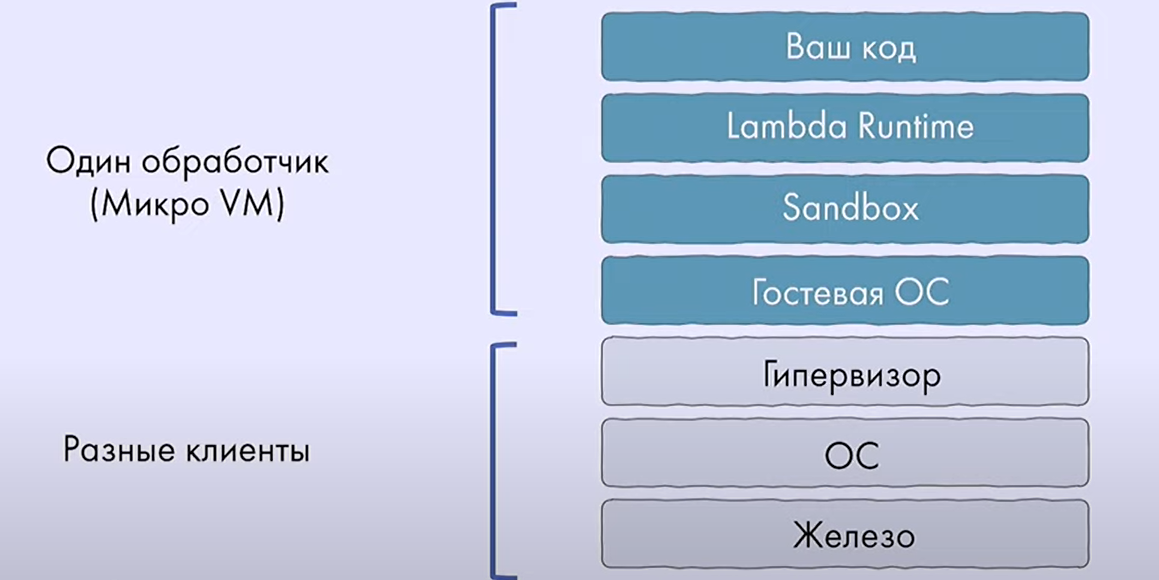 Ваш код
Lambda Runtime
Один обработчик
(Микро VM)
Sandbox
Гостевая ОС
Гипервизор
Разные клиенты
ОС
Железо